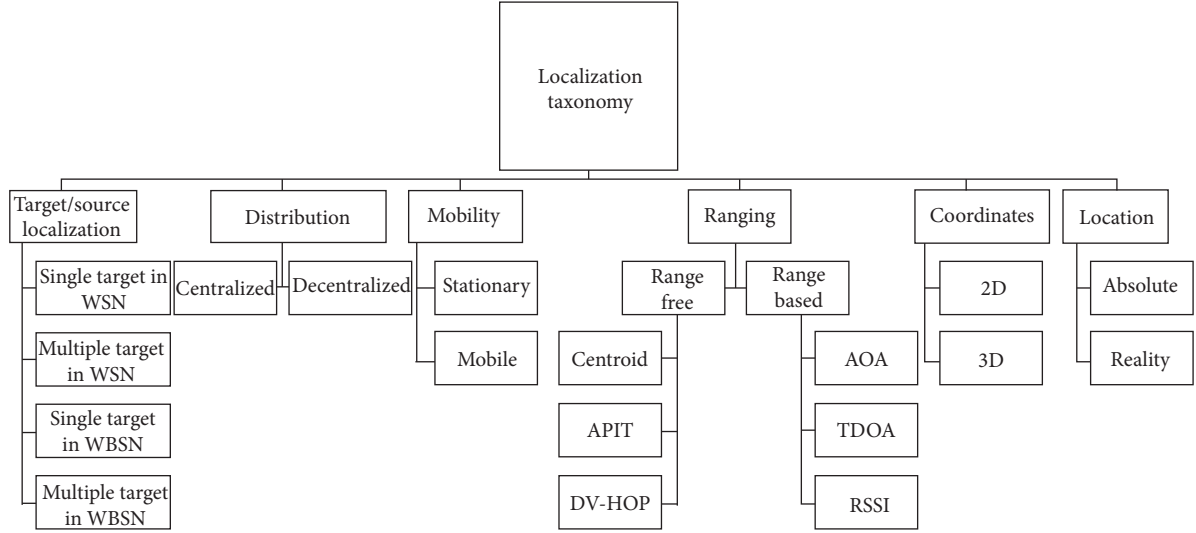 Localization
taxonomy
Target/source
localization
Distribution
Mobility
Ranging
Coordinates
Location
Single target in
WSN
Centralized
Decentralized
Stationary
Range
free
Range
based
2D
Absolute
Multiple target
in WSN
Mobile
Centroid
AOA
3D
Reality
Single target
in WBSN
APIT
TDOA
Multiple target
in WBSN
DV-HOP
RSSI